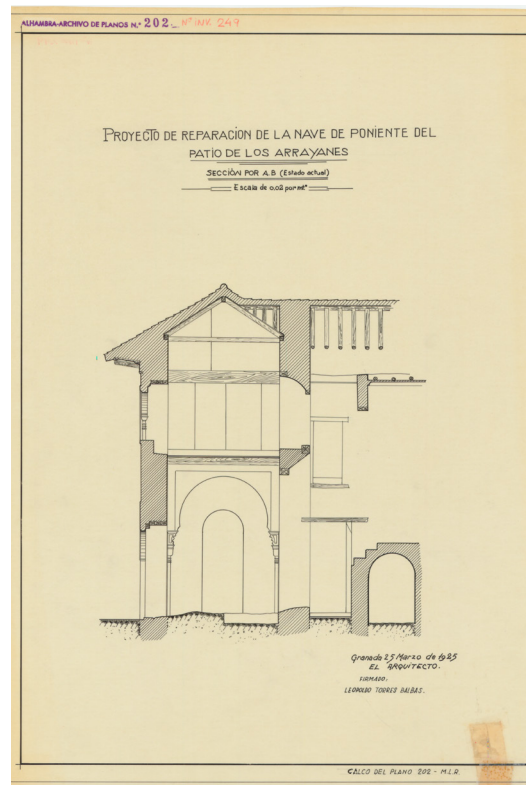 ALHAMBRA-ARCHIVO DE PLANOS N.º 202. Nº INV. 249
PROYECTO DE REPARACION DE LA NAVE DE PONIENTE DEL
PATIO DE LOS ARRAYANES
SECCIÓN POR A.B (Estado actual)
Escala de 0.02 por mtº
Granada 25 Marzo de 1925
EL ARQUITECTO.
FIRMADO:
LEOPOLDO TORRES BALBAS.
CALCO DEL PLANO 202 - M.L.R.